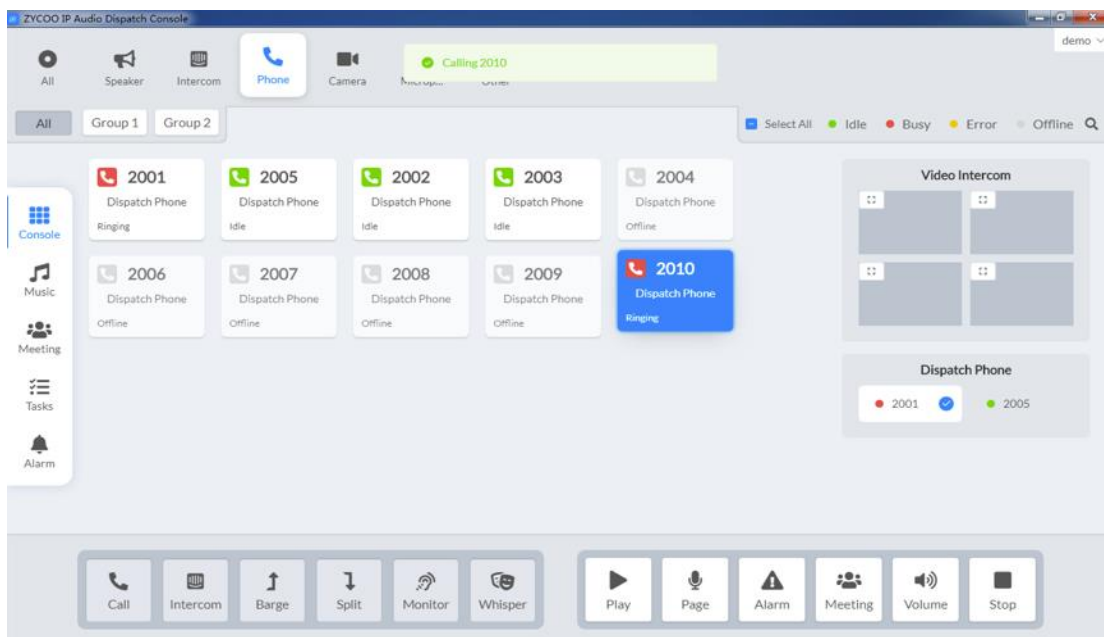 ZYCOO IP Audio Dispatch Console
demo
All Speaker Intercom Phone Camera Other
Calling 2010
All Group 1 Group 2 Select All Idle Busy Error Offline
2001 2005 2002 2003 2004
Dispatch Phone Dispatch Phone Dispatch Phone Dispatch Phone Dispatch Phone
Ringing Idle Idle Idle Offline
2006 2007 2008 2009 2010
Dispatch Phone Dispatch Phone Dispatch Phone Dispatch Phone Dispatch Phone
Offline Offline Offline Offline Ringing
Console
Music
Meeting
Tasks
Alarm
Video Intercom
Dispatch Phone
2001 2005
Call Intercom Barge Split Monitor Whisper Play Page Alarm Meeting Volume Stop